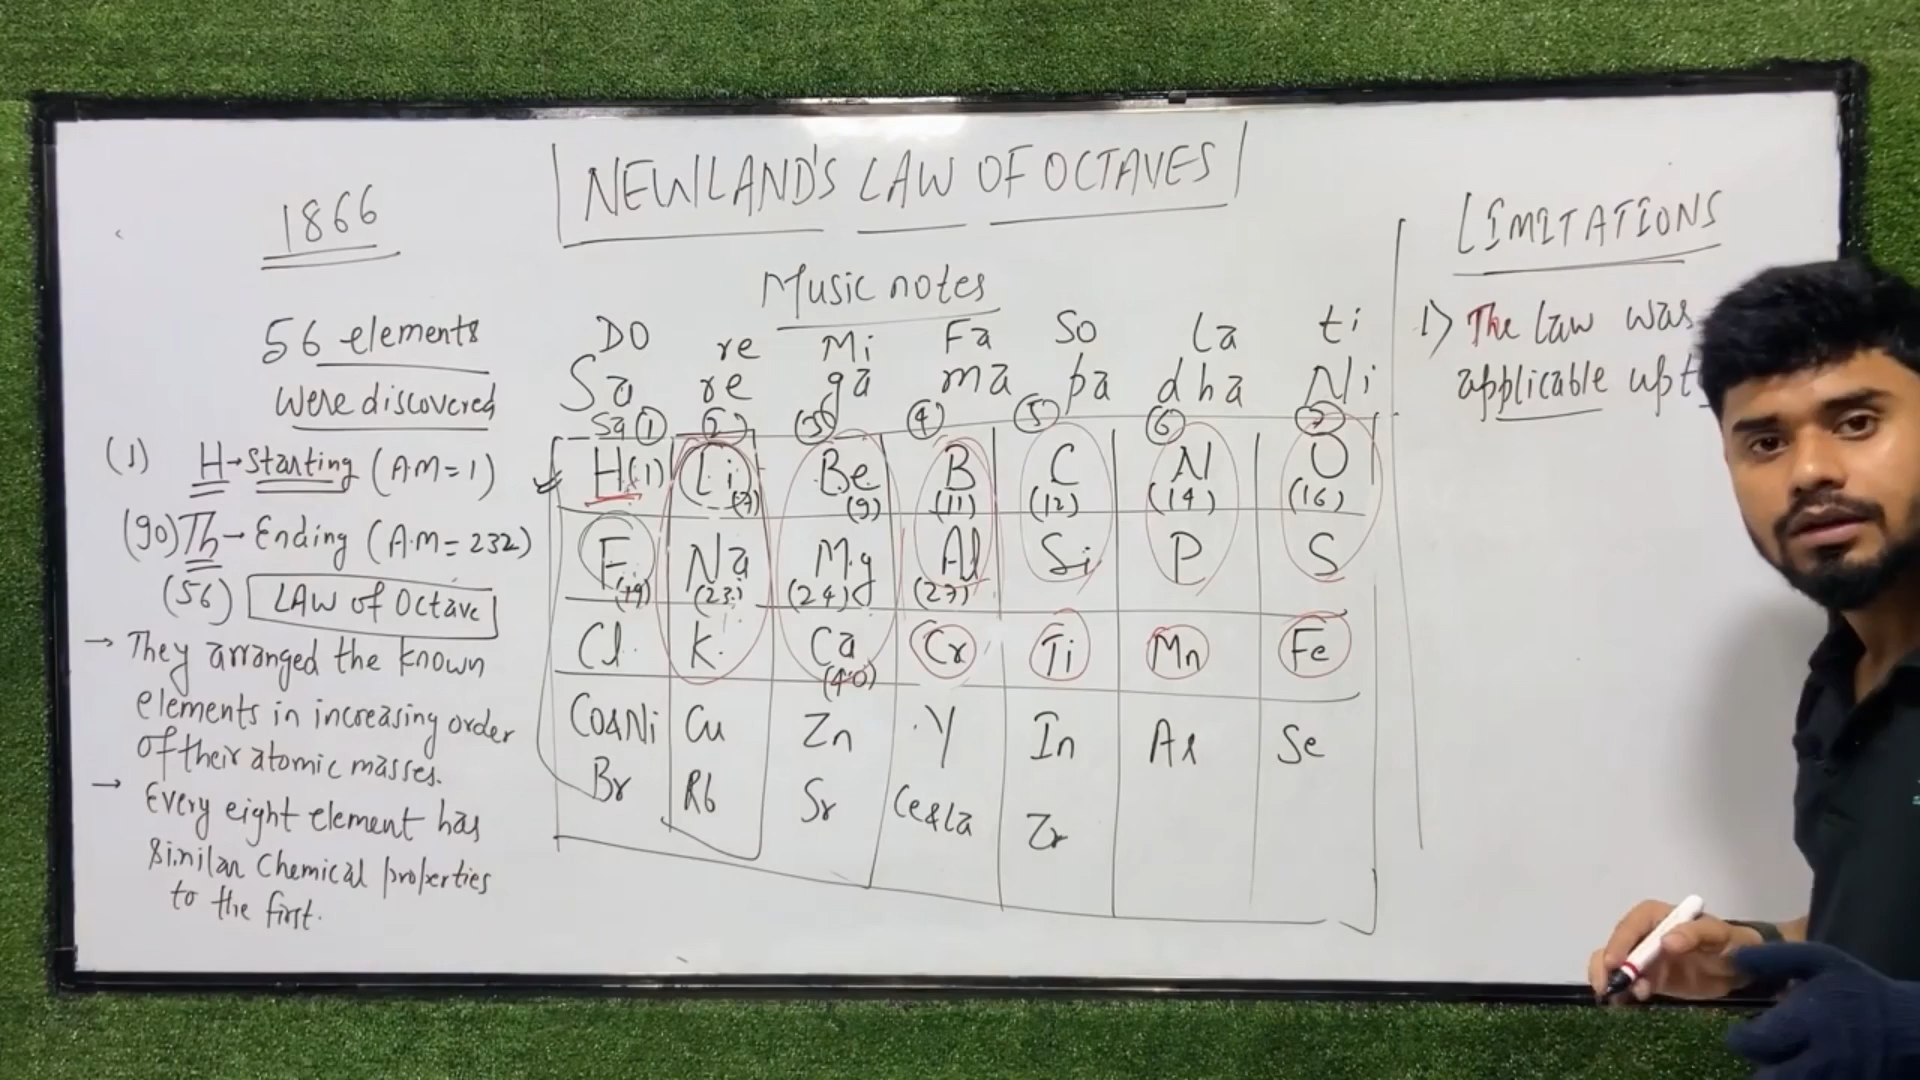 NEWLAND'S LAW OF OCTAVES
1866
56 elements
were discovered
(1) H→Starting (A.M=1)
(90) Th→Ending (A.M=232)
(56) LAW of Octave
→ They arranged the known
elements in increasing order
of their atomic masses.
→ Every eight element has
similar chemical properties
to the first.
Music notes
DO re Mi Fa So La ti
Sa re ga ma pa dha Ni
Sa ① ② ③ ④ ⑤ ⑥ ⑦
H(1) Li Be B C N O
(7) (9) (11) (12) (14) (16)
F Na Mg Al Si P S
(19) (23) (24) (27)
Cl K Ca Cr Ti Mn Fe
(40)
Co&Ni Cu Zn Y In As Se
Br Rb Sr Ce&La Zr
LIMITATIONS
1) The law was
applicable upt